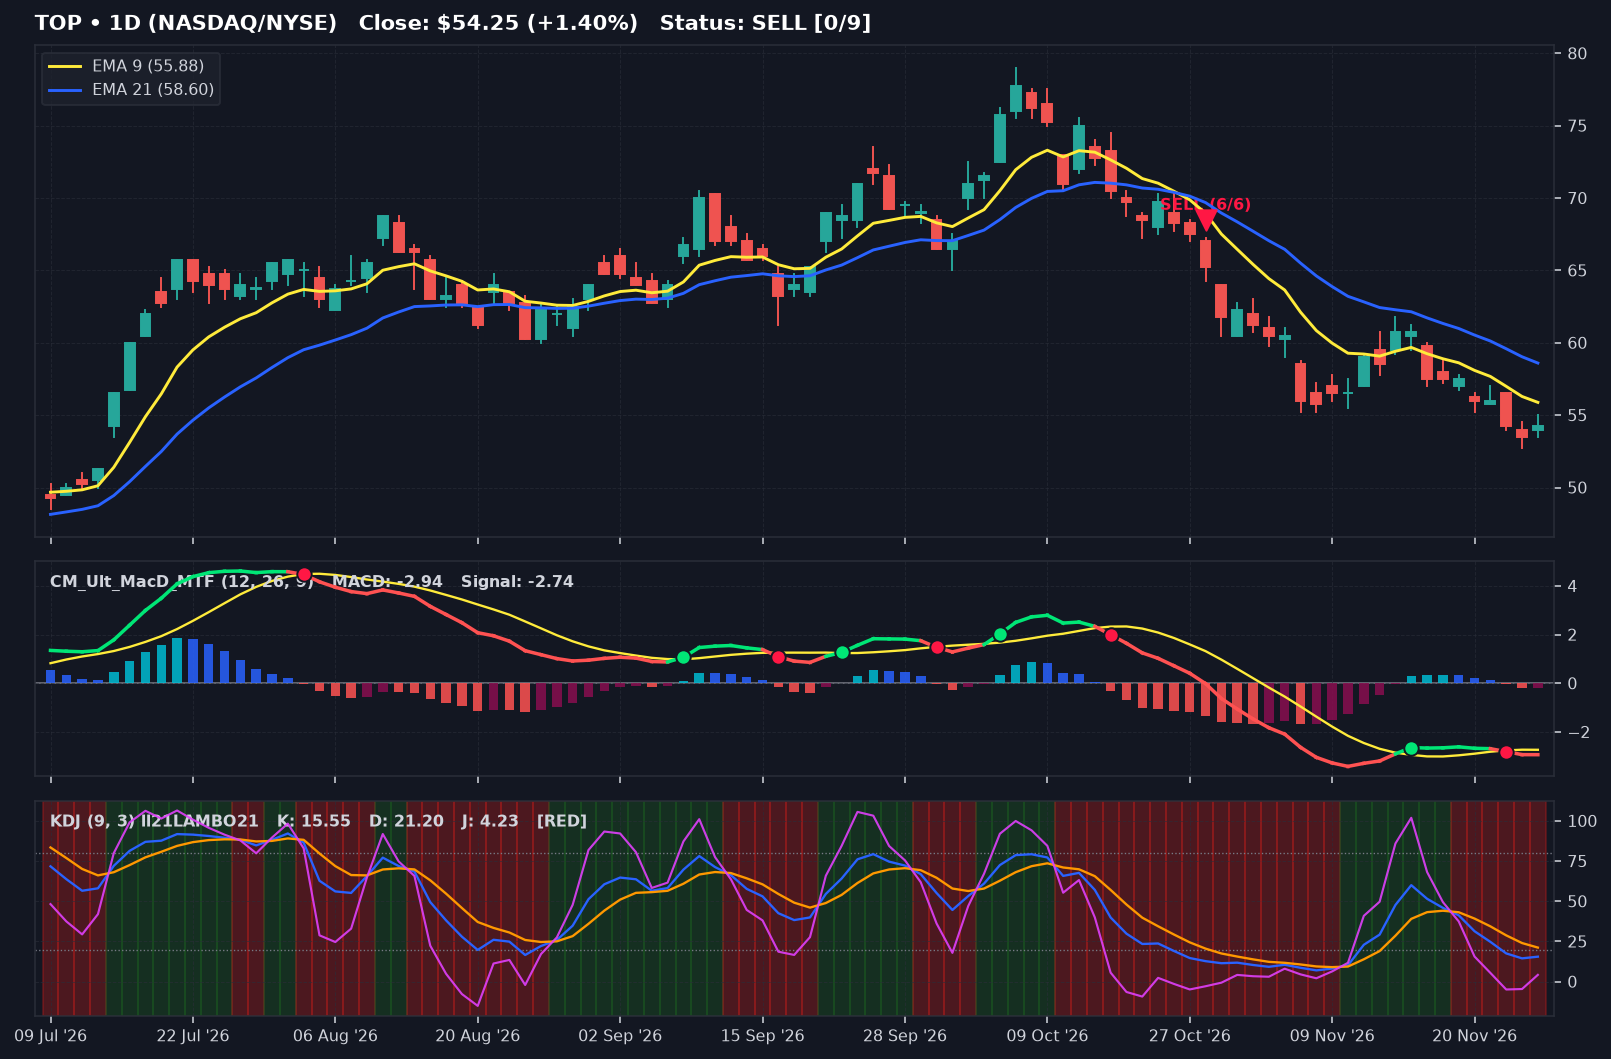 TOP • 1D (NASDAQ/NYSE)   Close: $54.25 (+1.40%)   Status: SELL [0/9]
EMA 9 (55.88)
EMA 21 (58.60)
80
75
70
65
60
55
50
SELL (6/6)
CM_Ult_MacD_MTF (12, 26, 9)   MACD: -2.94   Signal: -2.74
4
2
0
−2
KDJ (9, 3) ll21LAMBO21   K: 15.55   D: 21.20   J: 4.23   [RED]
100
75
50
25
0
09 Jul '26
22 Jul '26
06 Aug '26
20 Aug '26
02 Sep '26
15 Sep '26
28 Sep '26
09 Oct '26
27 Oct '26
09 Nov '26
20 Nov '26